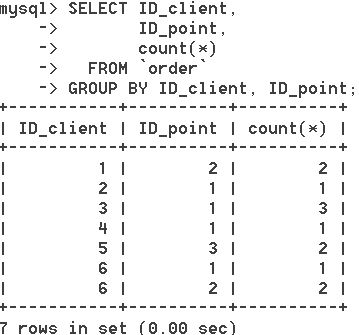 mysql> SELECT ID_client,
    ->        ID_point,
    ->        count(*)
    ->   FROM `order`
    -> GROUP BY ID_client, ID_point;
+-----------+----------+----------+
| ID_client | ID_point | count(*) |
+-----------+----------+----------+
|         1 |        2 |        2 |
|         2 |        1 |        1 |
|         3 |        1 |        3 |
|         4 |        1 |        1 |
|         5 |        3 |        2 |
|         6 |        1 |        1 |
|         6 |        2 |        2 |
+-----------+----------+----------+
7 rows in set (0.00 sec)